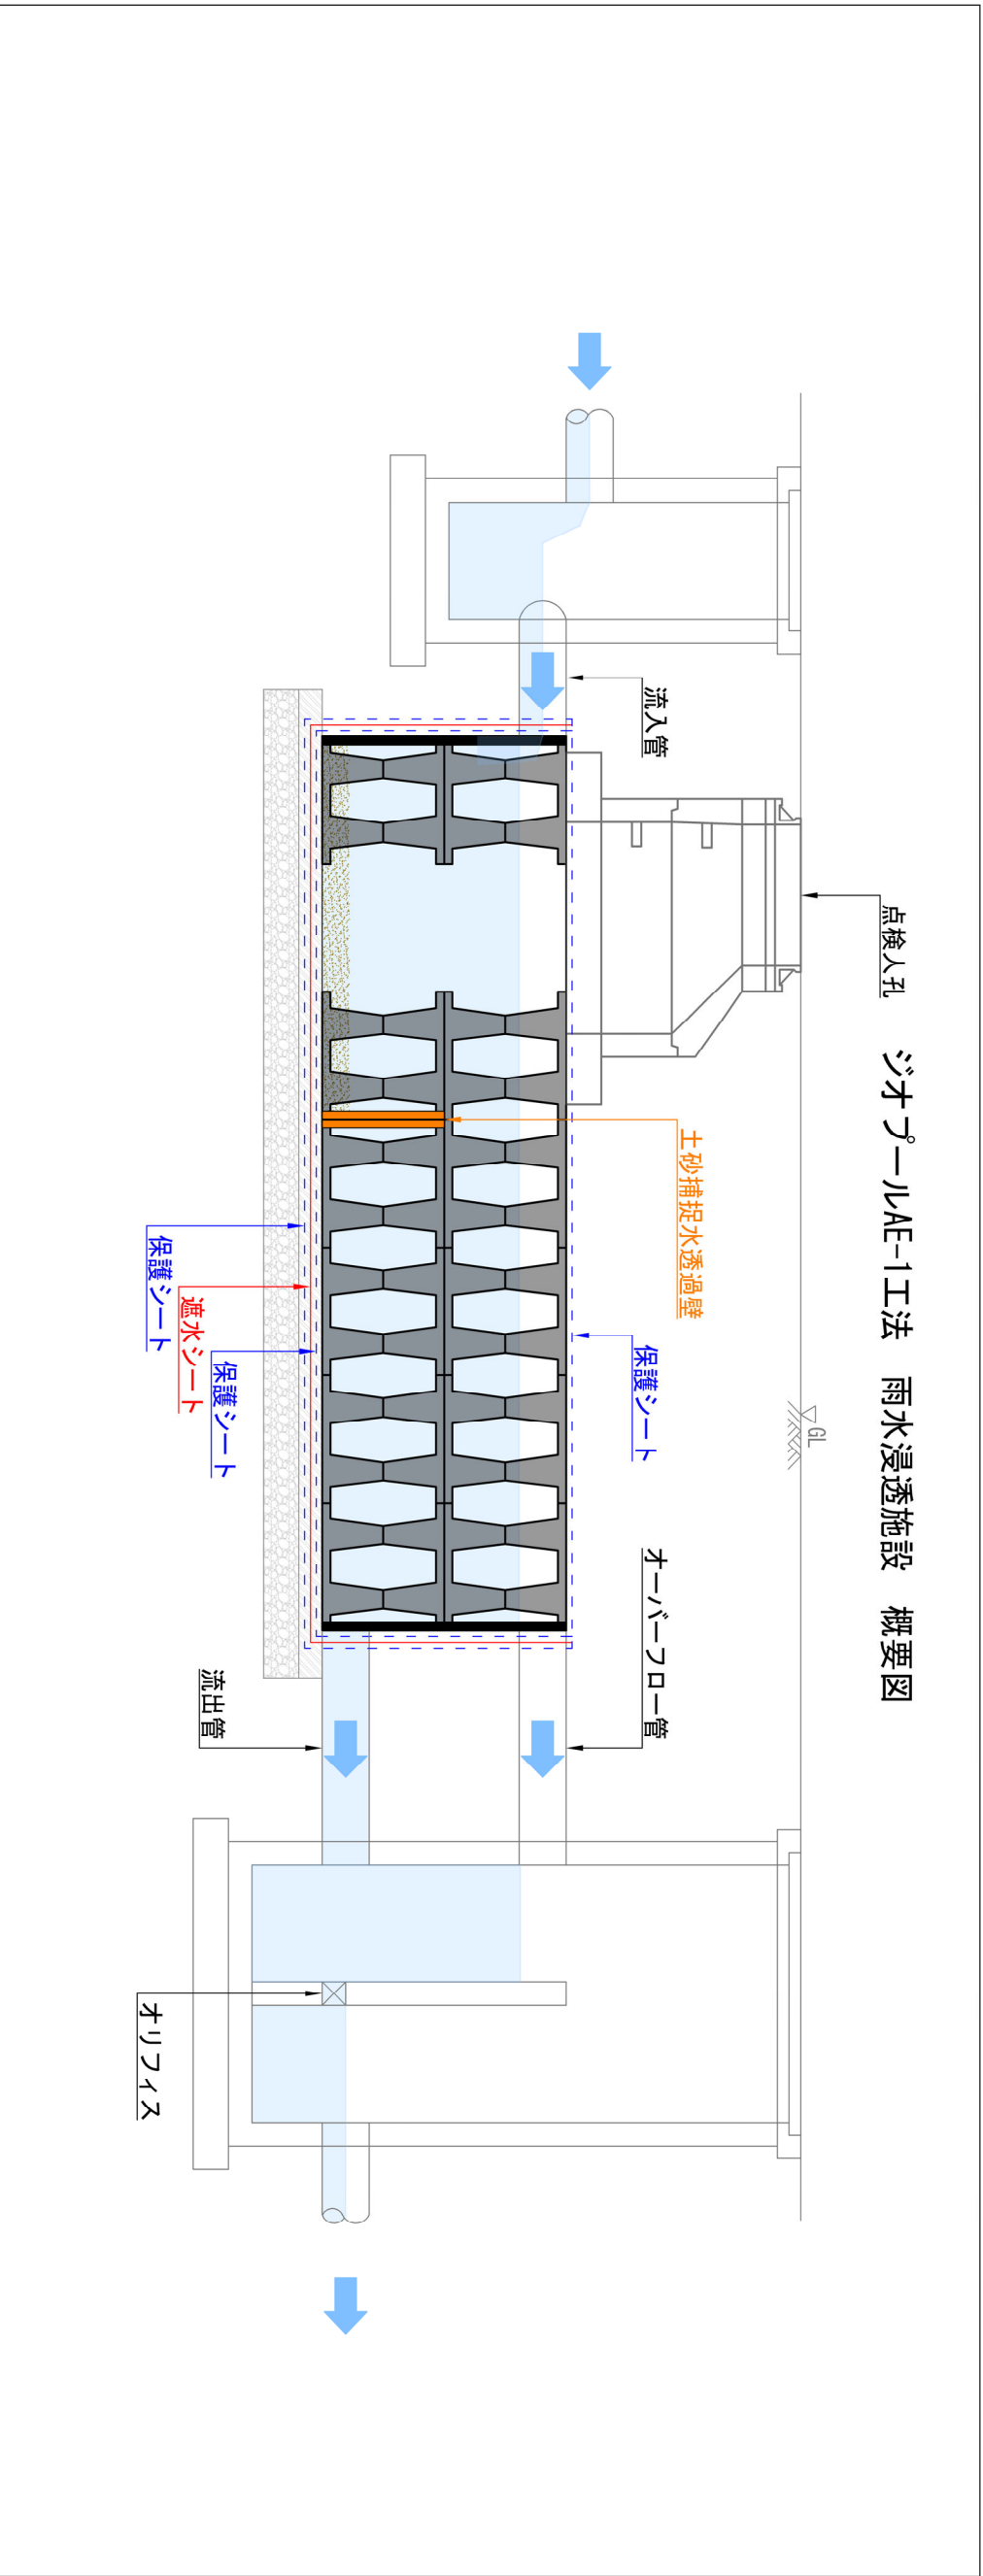 ジオプールAE-1工法　雨水浸透施設　概要図
点検人孔
GL
流入管
土砂捕捉水透過壁
保護シート
オーバーフロー管
保護シート
遮水シート
保護シート
流出管
オリフィス